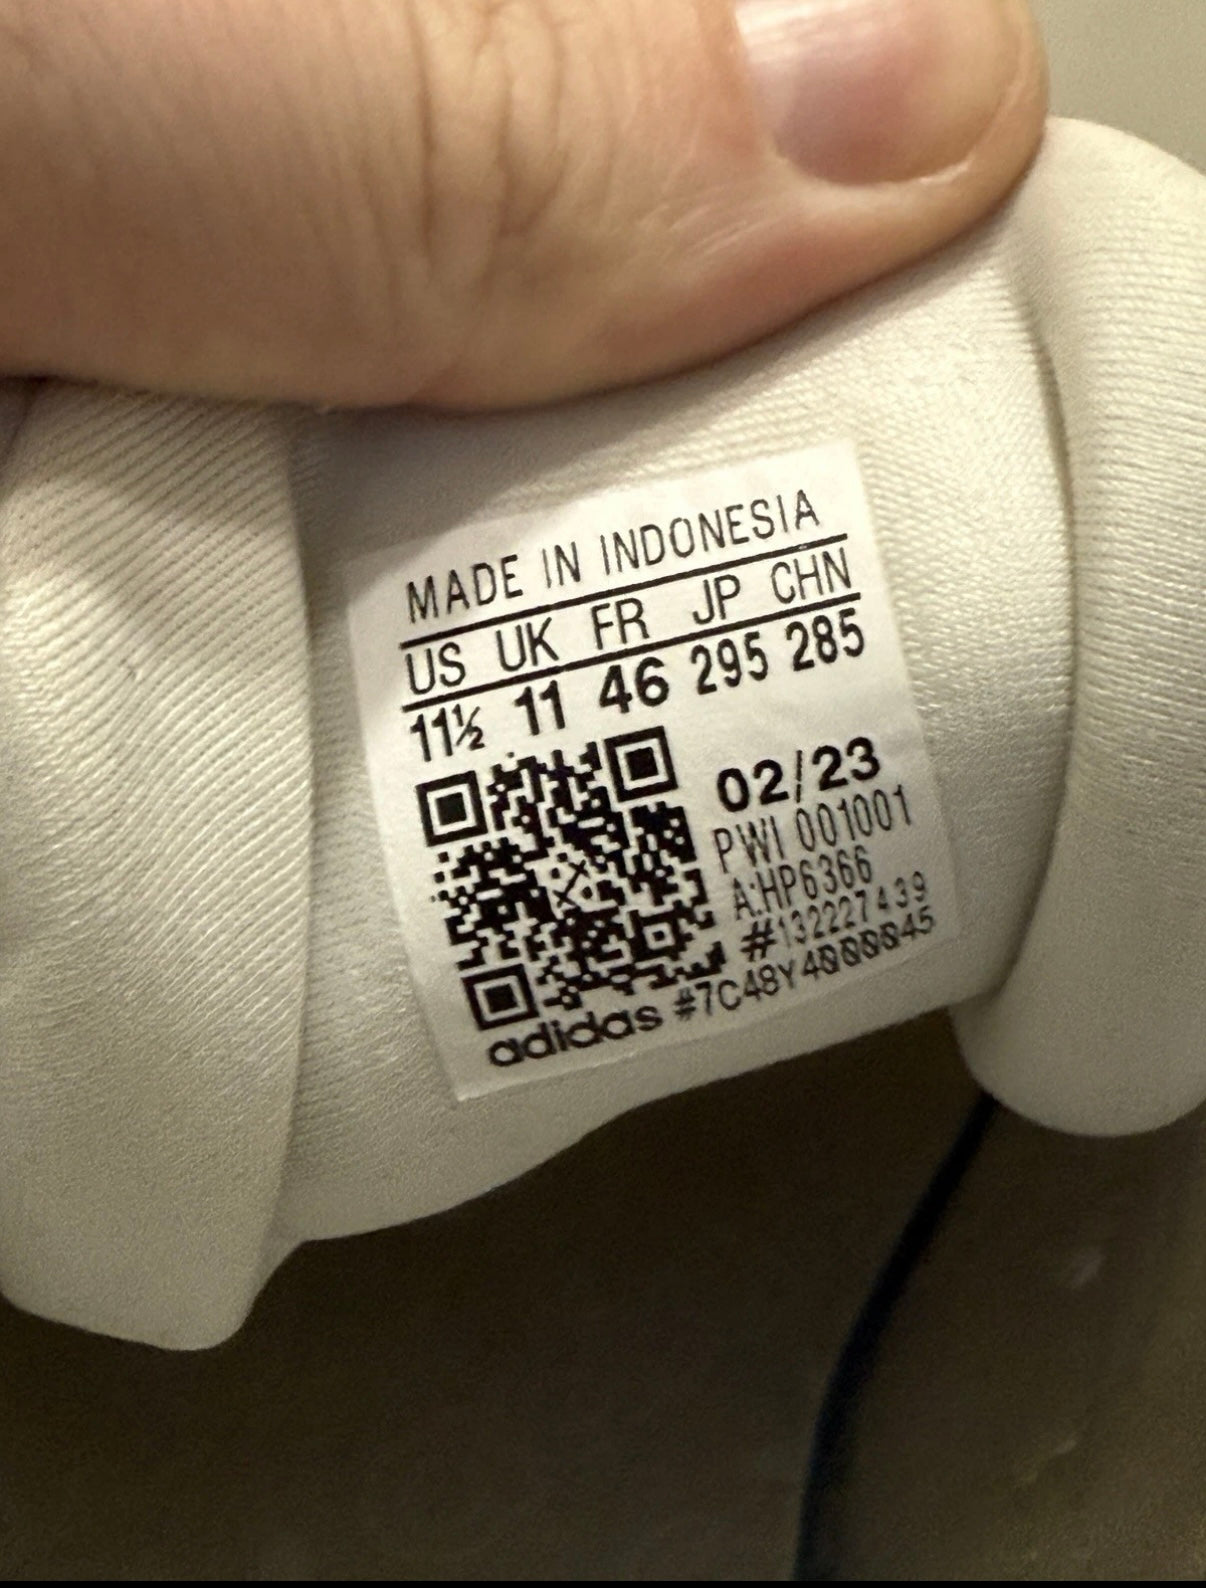 MADE IN INDONESIA
US UK FR JP CHN
11½ 11 46 295 285
02/23
PWI 001001
A:HP6366
#132227439
adidas #7C48Y4000045